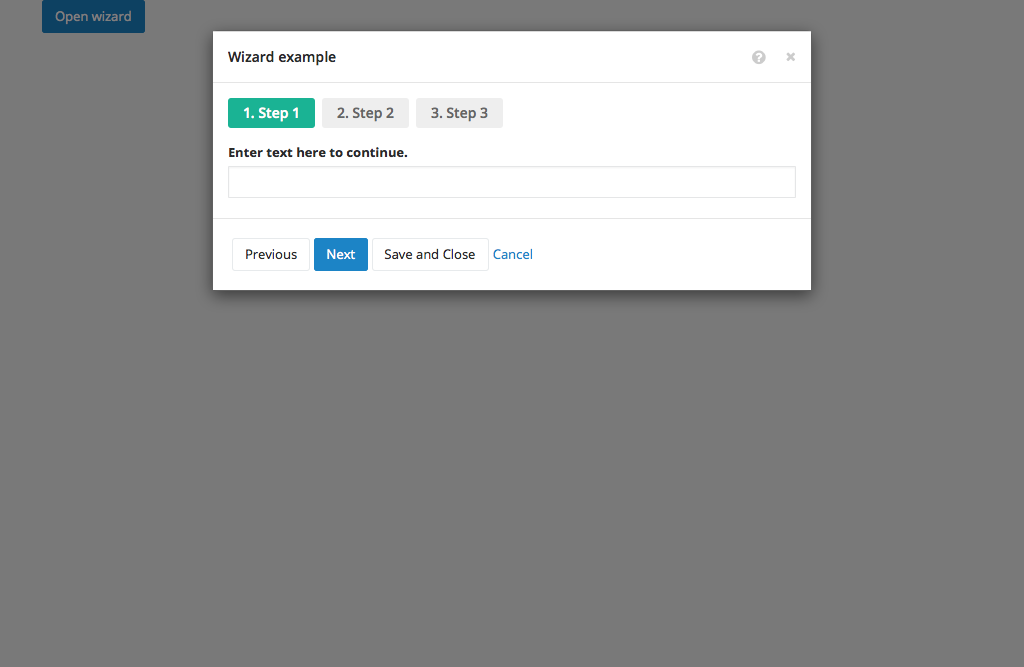 Open wizard
Wizard example
1. Step 1 2. Step 2 3. Step 3
Enter text here to continue.
Previous Next Save and Close Cancel